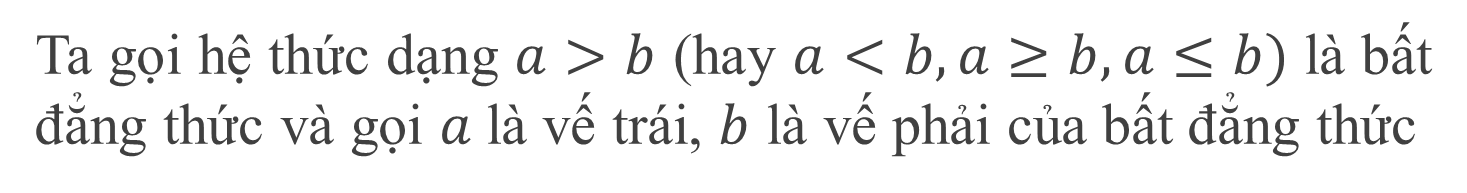 Ta gọi hệ thức dạng a > b (hay a < b, a ≥ b, a ≤ b) là bất
đẳng thức và gọi a là vế trái, b là vế phải của bất đẳng thức